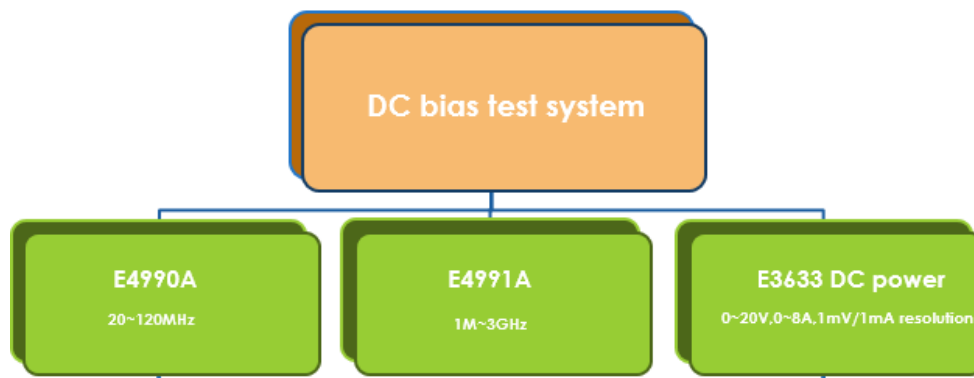 DC bias test system
E4990A
20~120MHz
E4991A
1M~3GHz
E3633 DC power
0~20V,0~8A,1mV/1mA resolution